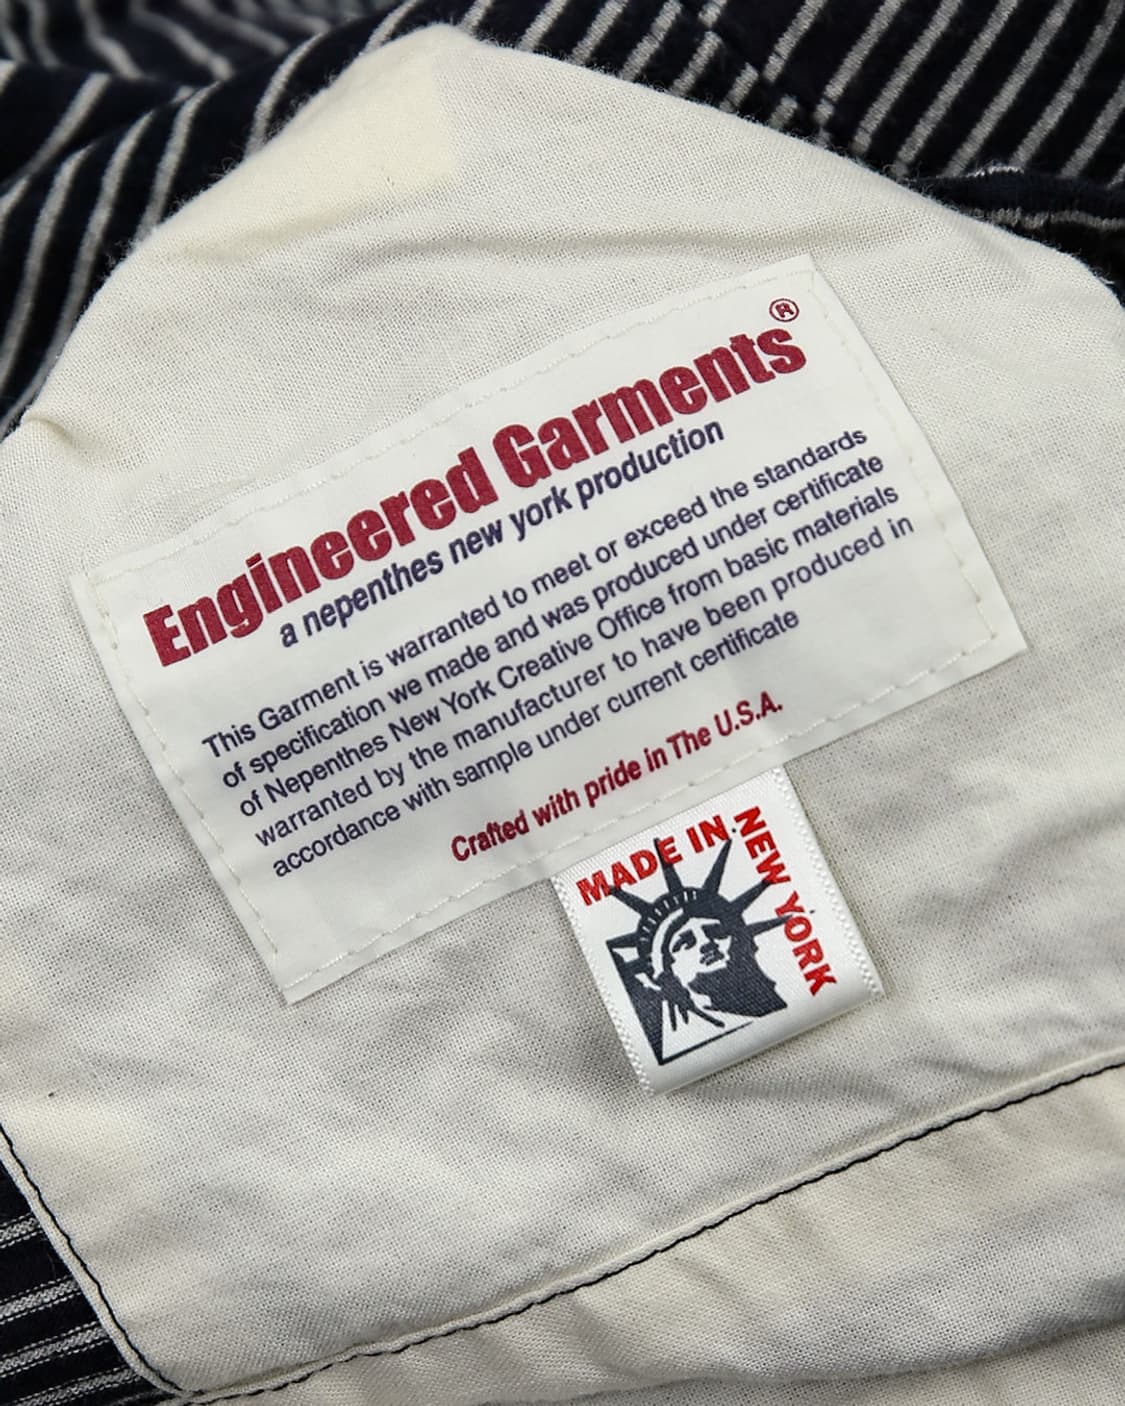 Engineered Garments®
a nepenthes new york production
This Garment is warranted to meet or exceed the standards
of specification we made and was produced under certificate
of Nepenthes New York Creative Office from basic materials
warranted by the manufacturer to have been produced in
accordance with sample under current certificate
Crafted with pride in The U.S.A.
MADE IN NEW YORK